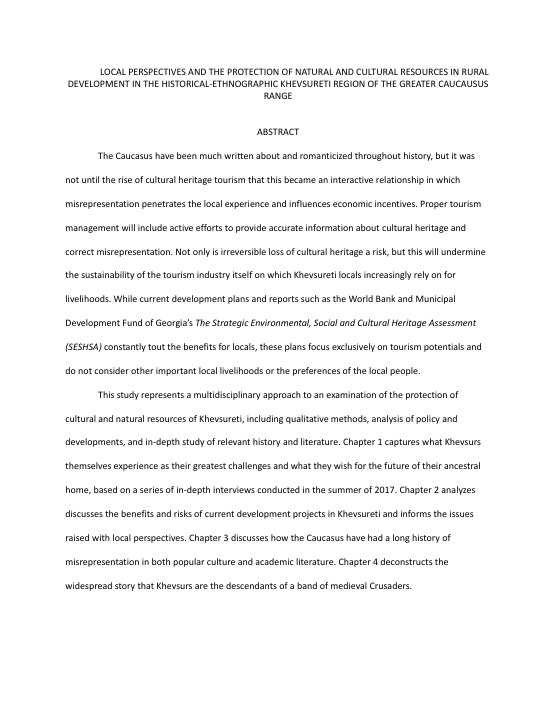 LOCAL PERSPECTIVES AND THE PROTECTION OF NATURAL AND CULTURAL RESOURCES IN RURAL
DEVELOPMENT IN THE HISTORICAL-ETHNOGRAPHIC KHEVSURETI REGION OF THE GREATER CAUCAUSUS
RANGE
ABSTRACT
The Caucasus have been much written about and romanticized throughout history, but it was
not until the rise of cultural heritage tourism that this became an interactive relationship in which
misrepresentation penetrates the local experience and influences economic incentives. Proper tourism
management will include active efforts to provide accurate information about cultural heritage and
correct misrepresentation. Not only is irreversible loss of cultural heritage a risk, but this will undermine
the sustainability of the tourism industry itself on which Khevsureti locals increasingly rely on for
livelihoods. While current development plans and reports such as the World Bank and Municipal
Development Fund of Georgia’s The Strategic Environmental, Social and Cultural Heritage Assessment
(SESHSA) constantly tout the benefits for locals, these plans focus exclusively on tourism potentials and
do not consider other important local livelihoods or the preferences of the local people.
This study represents a multidisciplinary approach to an examination of the protection of
cultural and natural resources of Khevsureti, including qualitative methods, analysis of policy and
developments, and in-depth study of relevant history and literature. Chapter 1 captures what Khevsurs
themselves experience as their greatest challenges and what they wish for the future of their ancestral
home, based on a series of in-depth interviews conducted in the summer of 2017. Chapter 2 analyzes
discusses the benefits and risks of current development projects in Khevsureti and informs the issues
raised with local perspectives. Chapter 3 discusses how the Caucasus have had a long history of
misrepresentation in both popular culture and academic literature. Chapter 4 deconstructs the
widespread story that Khevsurs are the descendants of a band of medieval Crusaders.